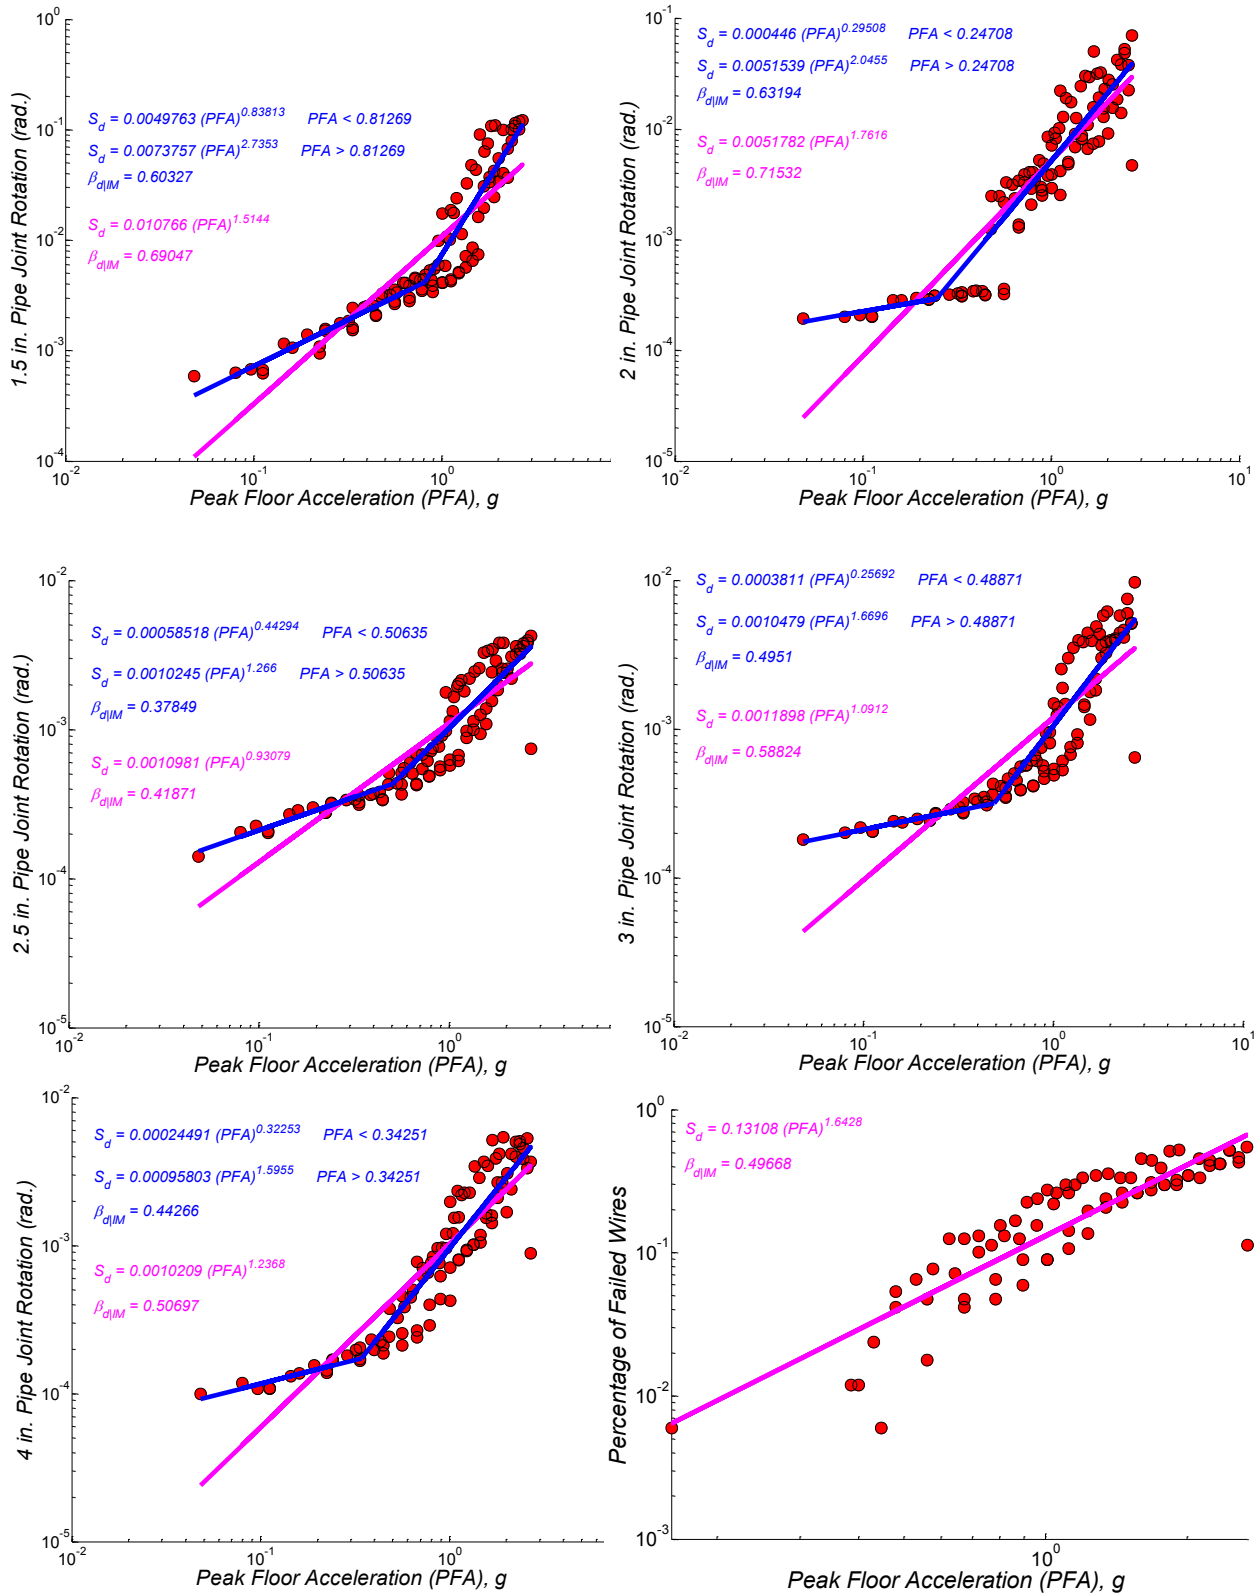 10^0
10^-1
10^-2
10^-3
10^-4
1.5 in. Pipe Joint Rotation (rad.)
S_d = 0.0049763 (PFA)^0.83813 PFA < 0.81269
S_d = 0.0073757 (PFA)^2.7353 PFA > 0.81269
β_d|IM = 0.60327
S_d = 0.010766 (PFA)^1.5144
β_d|IM = 0.69047
10^-2 10^-1 10^0
Peak Floor Acceleration (PFA), g
10^-1
10^-2
10^-3
10^-4
10^-5
2 in. Pipe Joint Rotation (rad.)
S_d = 0.000446 (PFA)^0.29508 PFA < 0.24708
S_d = 0.0051539 (PFA)^2.0455 PFA > 0.24708
β_d|IM = 0.63194
S_d = 0.0051782 (PFA)^1.7616
β_d|IM = 0.71532
10^-2 10^-1 10^0 10^1
Peak Floor Acceleration (PFA), g
10^-2
10^-3
10^-4
10^-5
2.5 in. Pipe Joint Rotation (rad.)
S_d = 0.00058518 (PFA)^0.44294 PFA < 0.50635
S_d = 0.0010245 (PFA)^1.266 PFA > 0.50635
β_d|IM = 0.37849
S_d = 0.0010981 (PFA)^0.93079
β_d|IM = 0.41871
10^-2 10^-1 10^0
Peak Floor Acceleration (PFA), g
10^-2
10^-3
10^-4
10^-5
3 in. Pipe Joint Rotation (rad.)
S_d = 0.0003811 (PFA)^0.25692 PFA < 0.48871
S_d = 0.0010479 (PFA)^1.6696 PFA > 0.48871
β_d|IM = 0.4951
S_d = 0.0011898 (PFA)^1.0912
β_d|IM = 0.58824
10^-2 10^-1 10^0 10^1
Peak Floor Acceleration (PFA), g
10^-2
10^-3
10^-4
10^-5
4 in. Pipe Joint Rotation (rad.)
S_d = 0.00024491 (PFA)^0.32253 PFA < 0.34251
S_d = 0.00095803 (PFA)^1.5955 PFA > 0.34251
β_d|IM = 0.44266
S_d = 0.0010209 (PFA)^1.2368
β_d|IM = 0.50697
10^-2 10^-1 10^0
Peak Floor Acceleration (PFA), g
10^0
10^-1
10^-2
10^-3
Percentage of Failed Wires
S_d = 0.13108 (PFA)^1.6428
β_d|IM = 0.49668
10^0
Peak Floor Acceleration (PFA), g